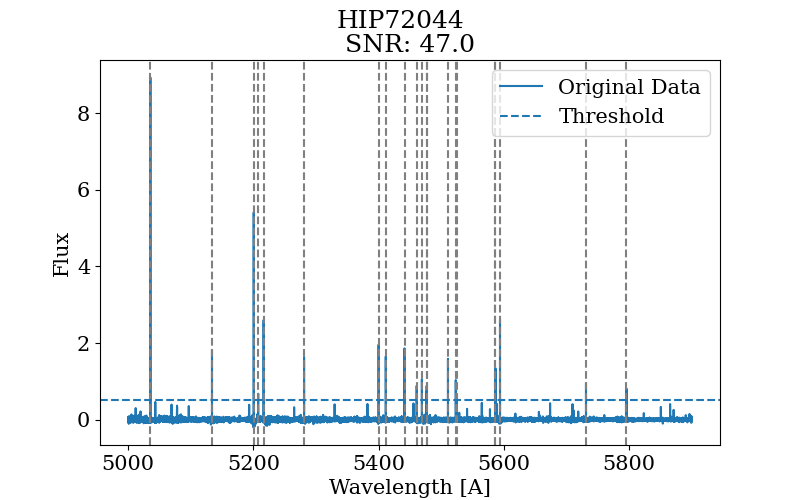 HIP72044
SNR: 47.0
Original Data
Threshold
Flux
8
6
4
2
0
5000 5200 5400 5600 5800
Wavelength [A]